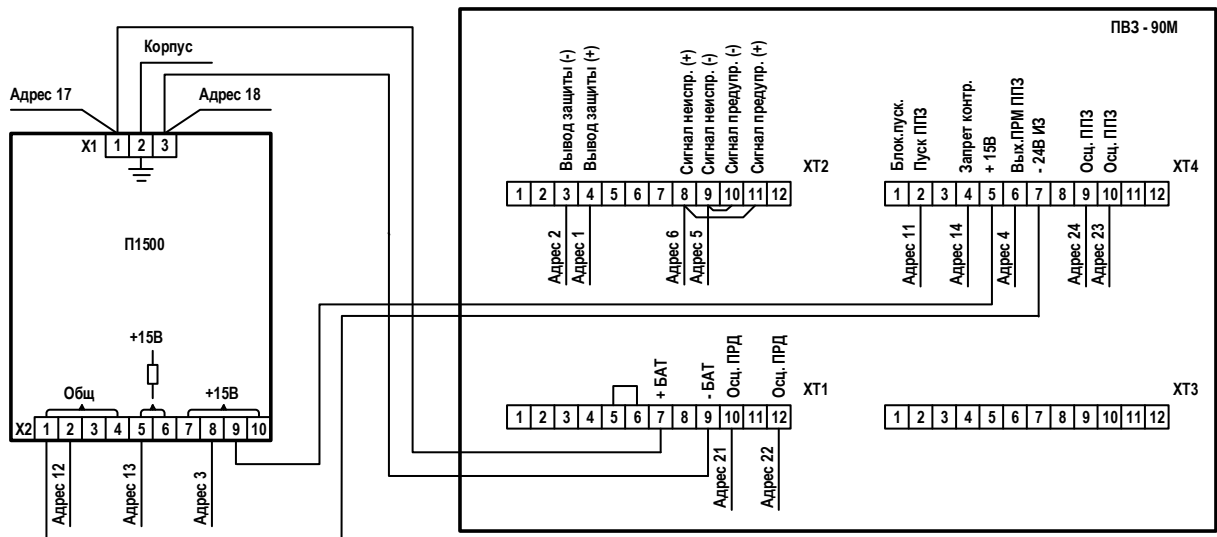 ПВЗ - 90М
Корпус
Адрес 17
Адрес 18
X1 1 2 3
П1500
+15В
Общ
+15В
X2 1 2 3 4 5 6 7 8 9 10
Адрес 12
Адрес 13
Адрес 3
Вывод защиты (-)
Вывод защиты (+)
Сигнал неиспр. (+)
Сигнал неиспр. (-)
Сигнал предупр. (-)
Сигнал предупр. (+)
XT2
1 2 3 4 5 6 7 8 9 10 11 12
Адрес 2
Адрес 1
Адрес 6
Адрес 5
Блок.пуск.
Пуск ППЗ
Запрет контр.
+ 15В
Вых.ПРМ ППЗ
- 24В ИЗ
Осц. ППЗ
Осц. ППЗ
XT4
1 2 3 4 5 6 7 8 9 10 11 12
Адрес 11
Адрес 14
Адрес 4
Адрес 24
Адрес 23
+ БАТ
- БАТ
Осц. ПРД
Осц. ПРД
XT1
1 2 3 4 5 6 7 8 9 10 11 12
Адрес 21
Адрес 22
XT3
1 2 3 4 5 6 7 8 9 10 11 12